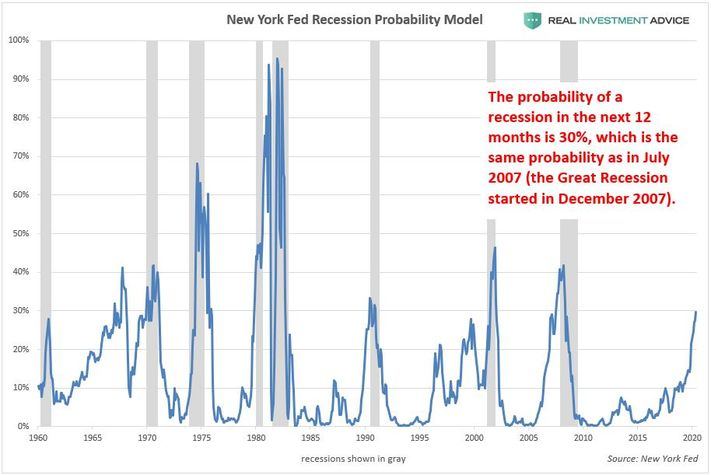 New York Fed Recession Probability Model
REAL INVESTMENT ADVICE
100%
90%
80%
70%
60%
50%
40%
30%
20%
10%
0%
The probability of a
recession in the next 12
months is 30%, which is the
same probability as in July
2007 (the Great Recession
started in December 2007).
1960 1965 1970 1975 1980 1985 1990 1995 2000 2005 2010 2015 2020
recessions shown in gray
Source: New York Fed